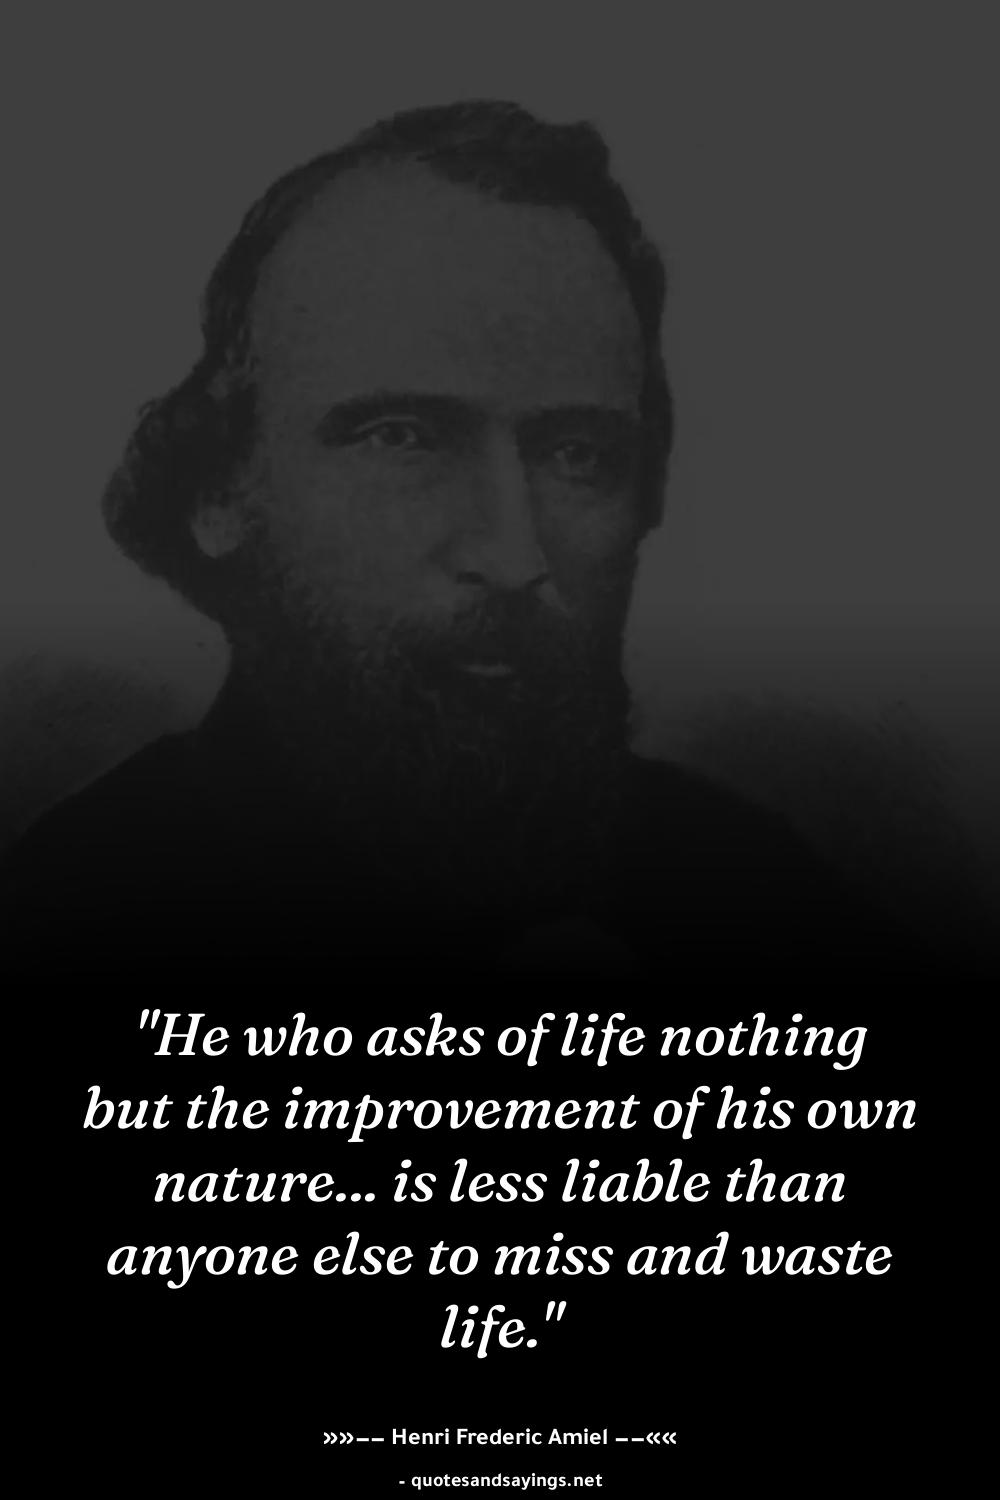 "He who asks of life nothing
but the improvement of his own
nature... is less liable than
anyone else to miss and waste
life."
»»–– Henri Frederic Amiel ––««
- quotesandsayings.net